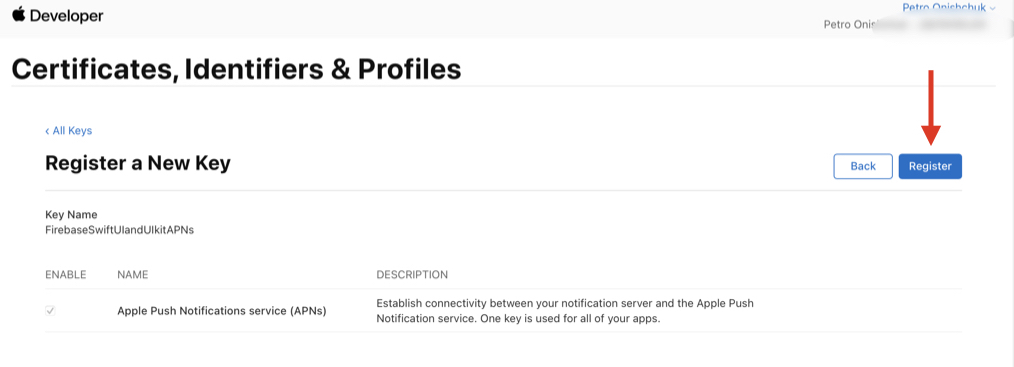 Developer
Petro Onishchuk
Petro
Certificates, Identifiers & Profiles
‹ All Keys
Register a New Key
Back
Register
Key Name
FirebaseSwiftUIandUIkitAPNs
ENABLE NAME DESCRIPTION
Apple Push Notifications service (APNs)
Establish connectivity between your notification server and the Apple Push
Notification service. One key is used for all of your apps.